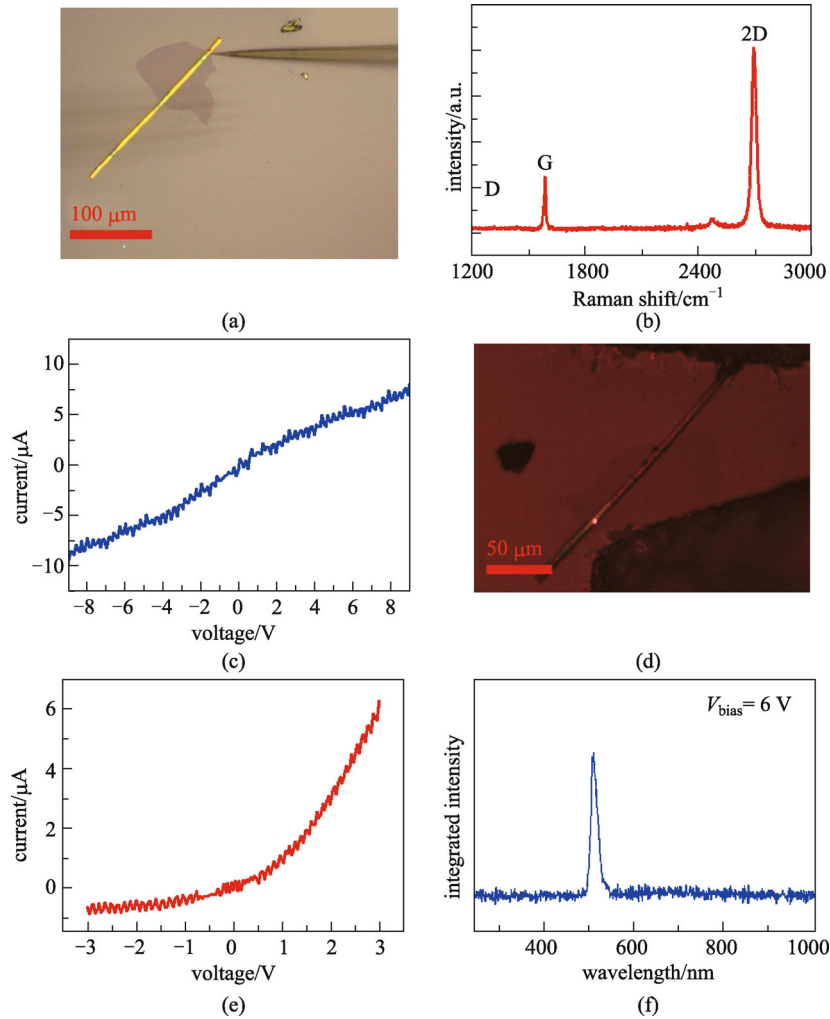 100 μm
(a)
intensity/a.u.
D
G
2D
1200
1800
2400
3000
Raman shift/cm⁻¹
(b)
current/μA
10
5
0
−5
−10
−8
−6
−4
−2
0
2
4
6
8
voltage/V
(c)
50 μm
(d)
current/μA
6
4
2
0
−3
−2
−1
0
1
2
3
voltage/V
(e)
integrated intensity
V_bias= 6 V
400
600
800
1000
wavelength/nm
(f)